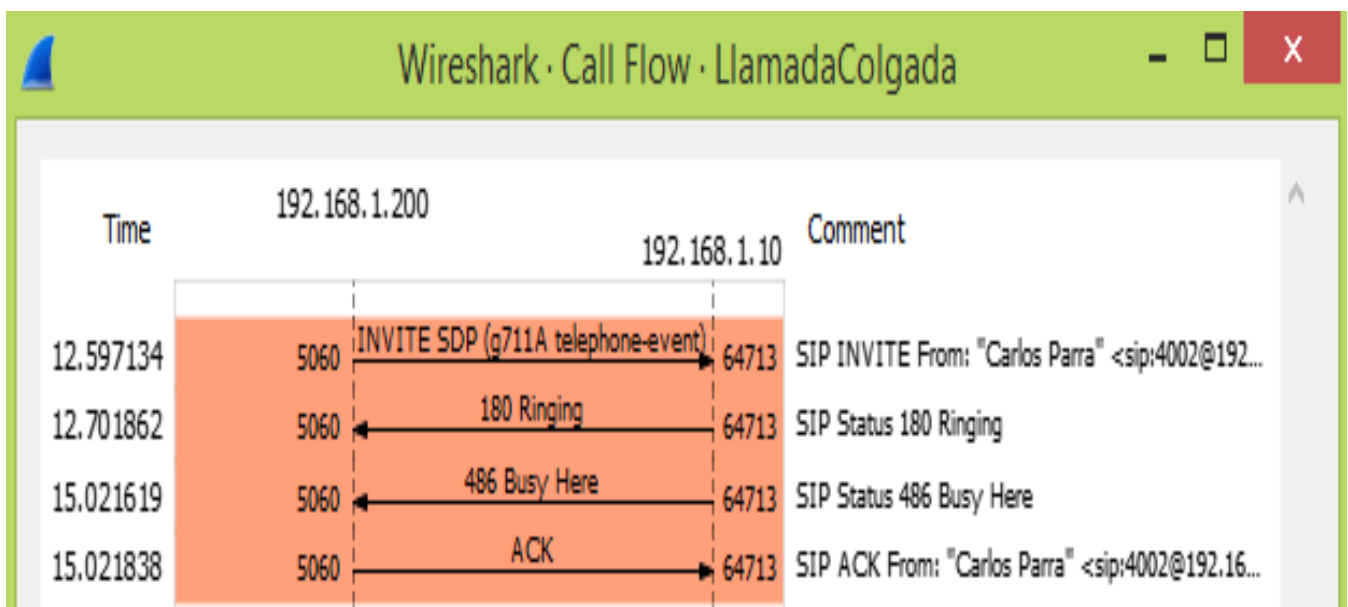 Wireshark · Call Flow · LlamadaColgada
Time 192.168.1.200 192.168.1.10 Comment
12.597134 5060 INVITE SDP (g711A telephone-event) 64713 SIP INVITE From: "Carlos Parra" <sip:4002@192...
12.701862 5060 180 Ringing 64713 SIP Status 180 Ringing
15.021619 5060 486 Busy Here 64713 SIP Status 486 Busy Here
15.021838 5060 ACK 64713 SIP ACK From: "Carlos Parra" <sip:4002@192.16...